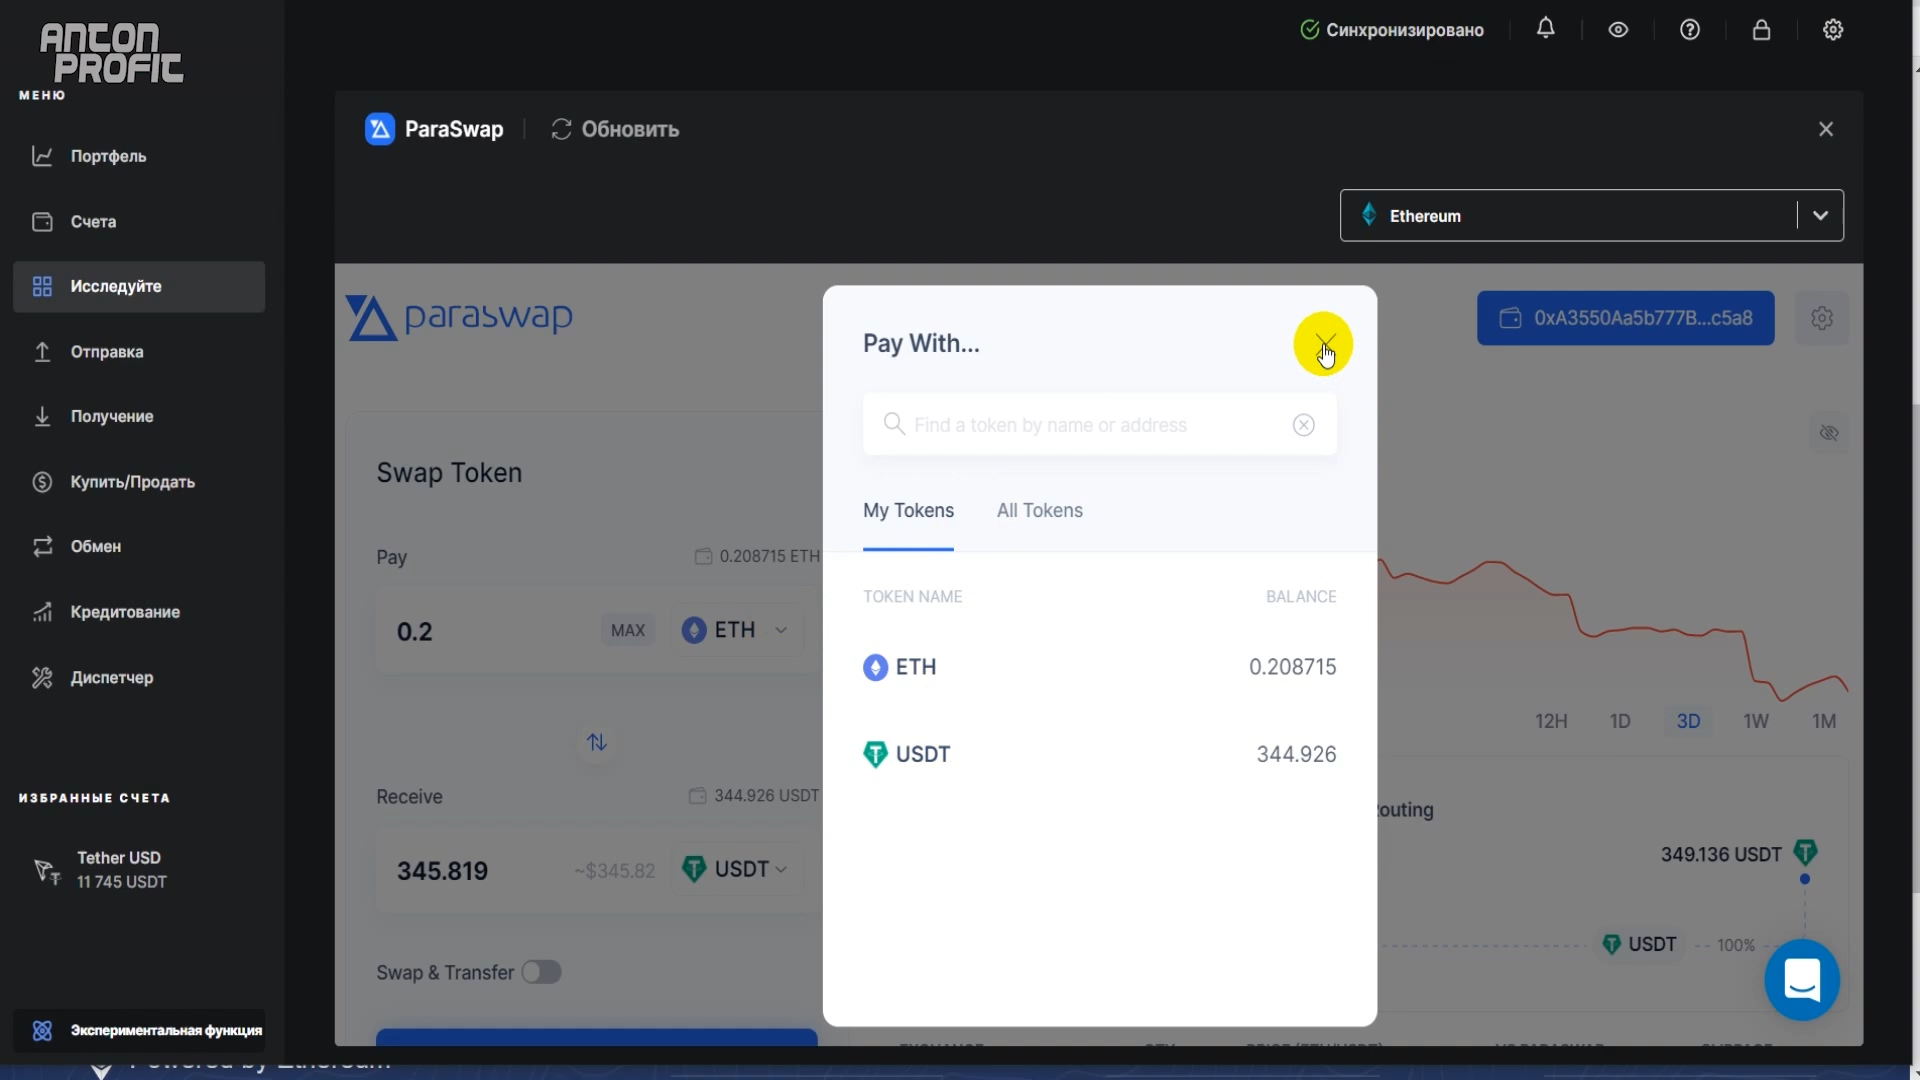 ANTON
PROFIT
МЕНЮ
Портфель
Счета
Исследуйте
Отправка
Получение
Купить/Продать
Обмен
Кредитование
Диспетчер
ИЗБРАННЫЕ СЧЕТА
Tether USD
11 745 USDT
Экспериментальная функция
Синхронизировано
ParaSwap
Обновить
Ethereum
paraswap
0xA3550Aa5b777B...c5a8
Swap Token
Pay
0.208715 ETH
0.2
MAX
ETH
Receive
344.926 USDT
345.819
~$345.82
USDT
Swap & Transfer
Pay With...
Find a token by name or address
My Tokens
All Tokens
TOKEN NAME
BALANCE
ETH
0.208715
USDT
344.926
12H
1D
3D
1W
1M
outing
349.136 USDT
USDT
100%
Powered by Ethereum